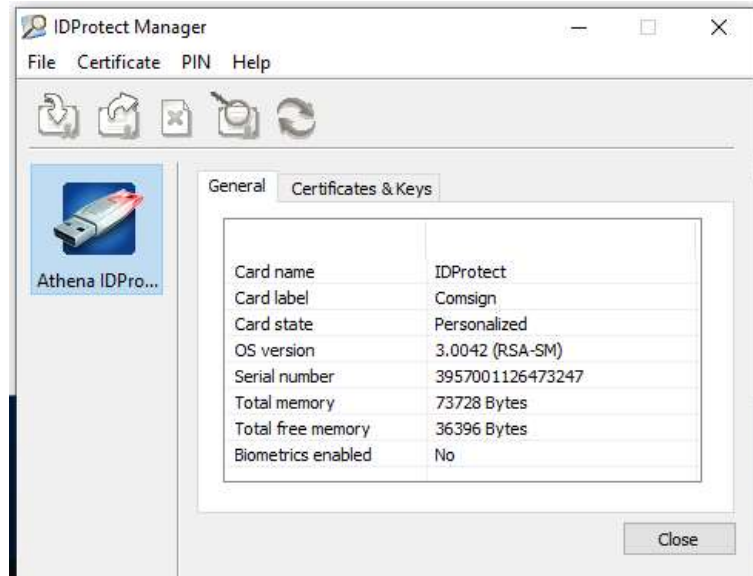 IDProtect Manager
File Certificate PIN Help
Athena IDPro...
General Certificates & Keys
Card name IDProtect
Card label Comsign
Card state Personalized
OS version 3.0042 (RSA-SM)
Serial number 3957001126473247
Total memory 73728 Bytes
Total free memory 36396 Bytes
Biometrics enabled No
Close